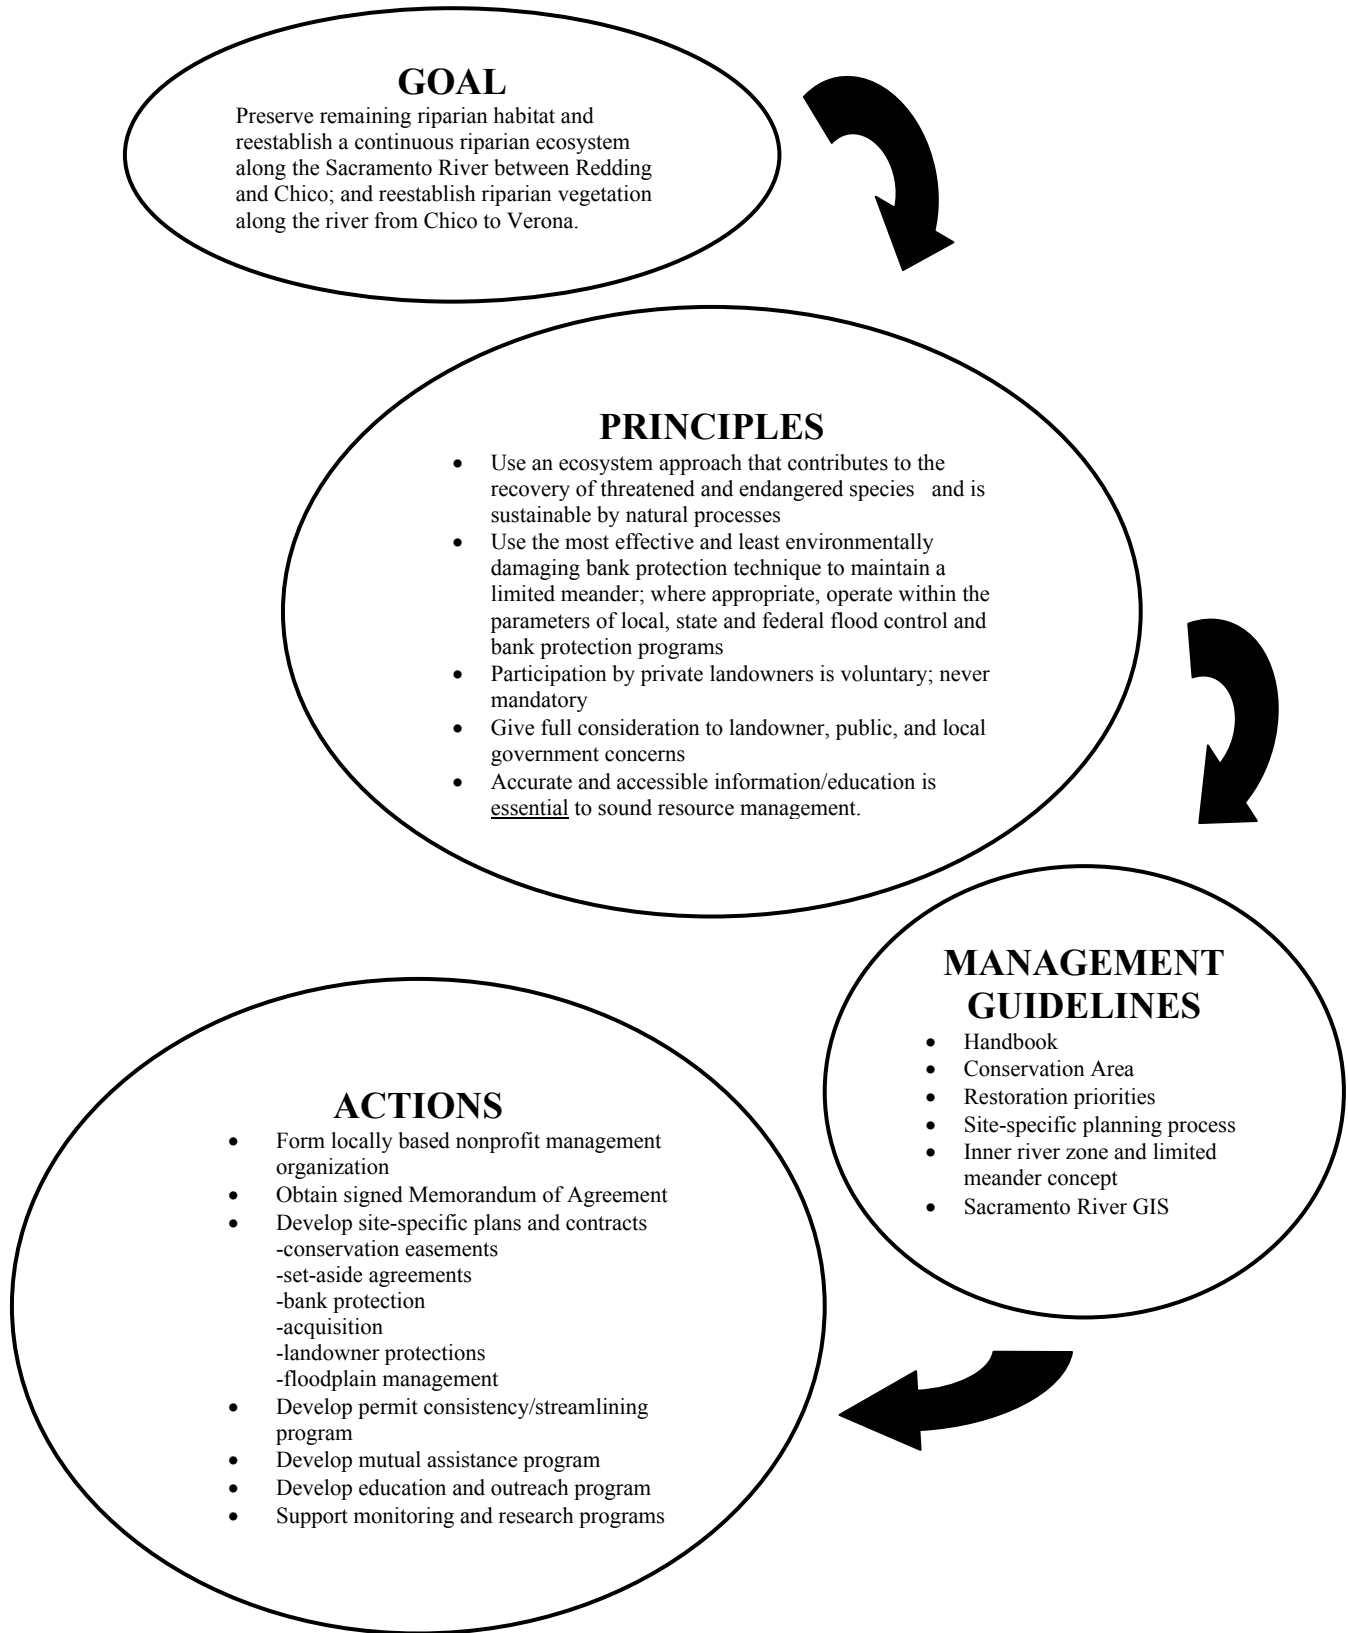 GOAL
Preserve remaining riparian habitat and
reestablish a continuous riparian ecosystem
along the Sacramento River between Redding
and Chico; and reestablish riparian vegetation
along the river from Chico to Verona.
PRINCIPLES
• Use an ecosystem approach that contributes to the
recovery of threatened and endangered species and is
sustainable by natural processes
• Use the most effective and least environmentally
damaging bank protection technique to maintain a
limited meander; where appropriate, operate within the
parameters of local, state and federal flood control and
bank protection programs
• Participation by private landowners is voluntary; never
mandatory
• Give full consideration to landowner, public, and local
government concerns
• Accurate and accessible information/education is
essential to sound resource management.
MANAGEMENT
GUIDELINES
• Handbook
• Conservation Area
• Restoration priorities
• Site-specific planning process
• Inner river zone and limited
meander concept
• Sacramento River GIS
ACTIONS
• Form locally based nonprofit management
organization
• Obtain signed Memorandum of Agreement
• Develop site-specific plans and contracts
-conservation easements
-set-aside agreements
-bank protection
-acquisition
-landowner protections
-floodplain management
• Develop permit consistency/streamlining
program
• Develop mutual assistance program
• Develop education and outreach program
• Support monitoring and research programs